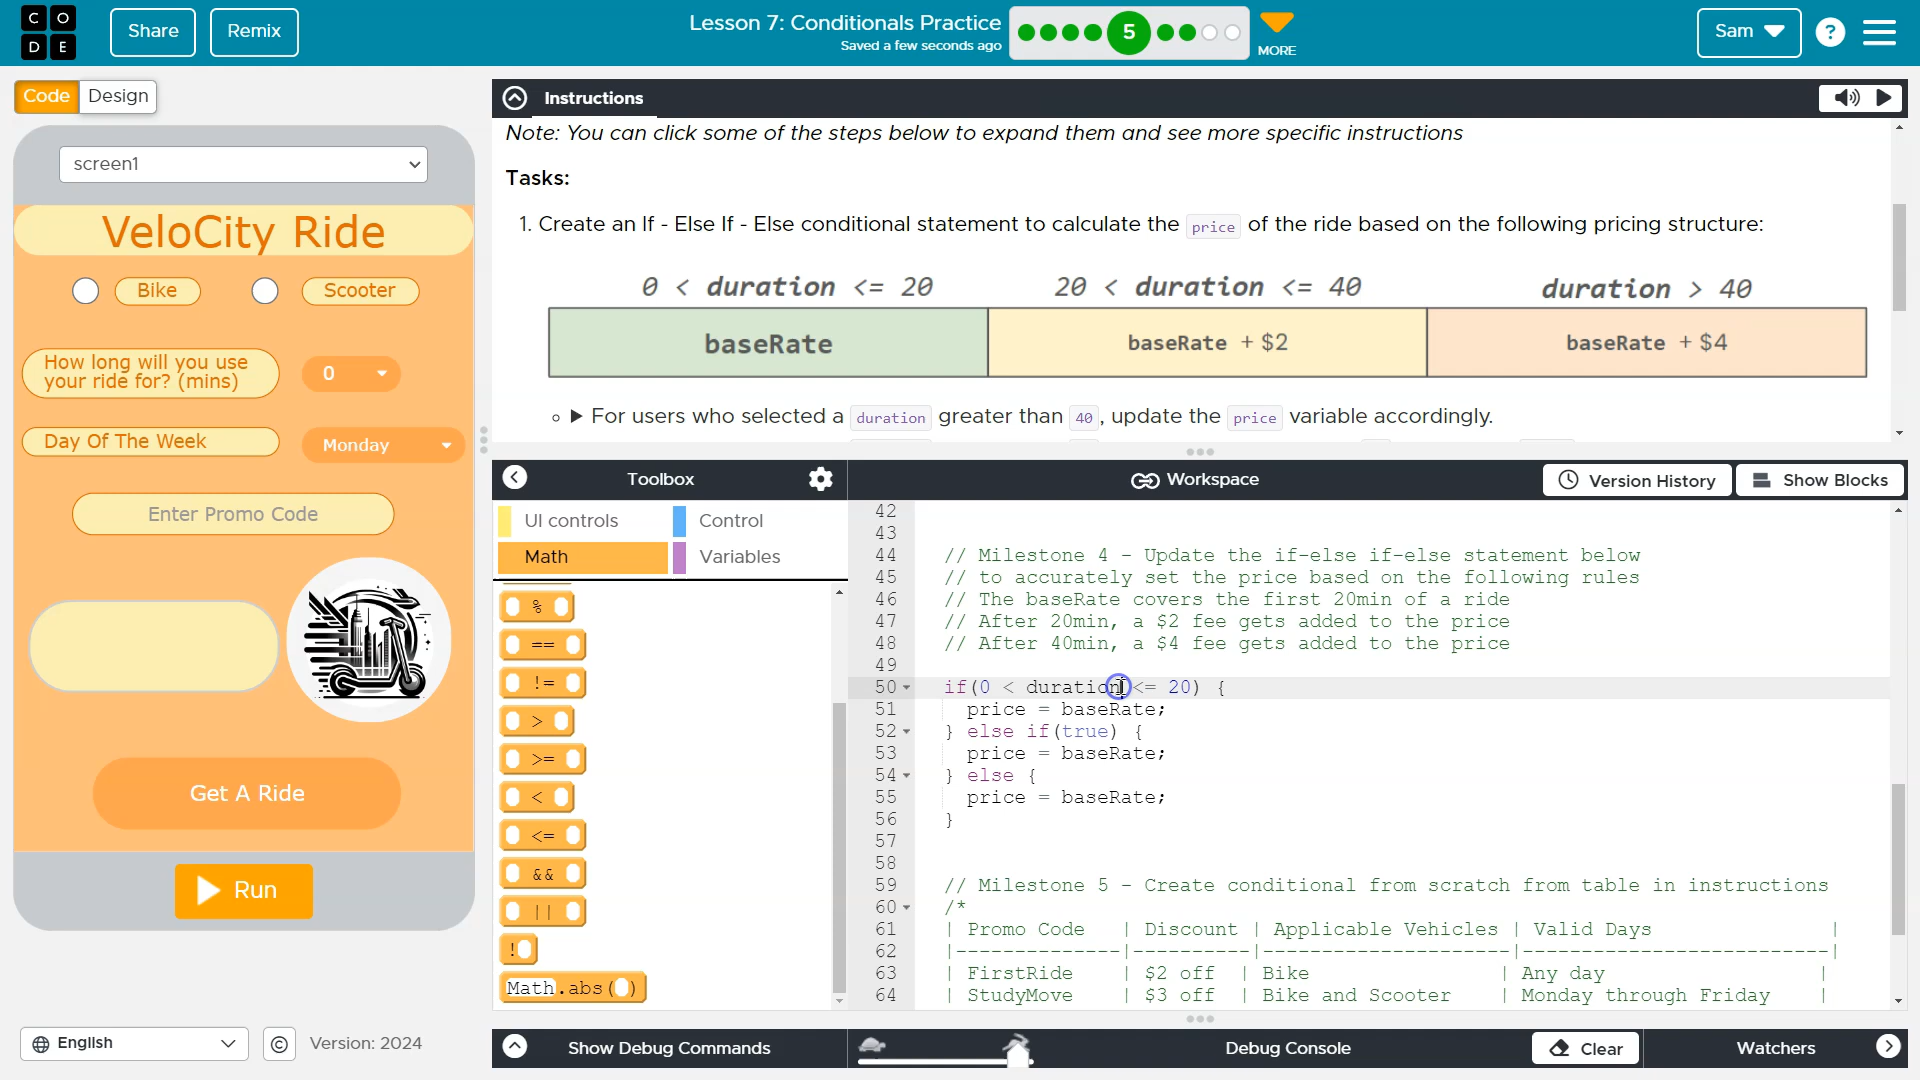 CODE
Share
Remix
Lesson 7: Conditionals Practice
Saved a few seconds ago
5
MORE
Sam
?
Code
Design
screen1
VeloCity Ride
Bike
Scooter
How long will you use
your ride for? (mins)
0
Day Of The Week
Monday
Enter Promo Code
Get A Ride
Run
English
Version: 2024
Instructions
Note: You can click some of the steps below to expand them and see more specific instructions
Tasks:
1. Create an If - Else If - Else conditional statement to calculate the price of the ride based on the following pricing structure:
0 < duration <= 20
20 < duration <= 40
duration > 40
baseRate
baseRate + $2
baseRate + $4
For users who selected a duration greater than 40, update the price variable accordingly.
Toolbox
Workspace
Version History
Show Blocks
UI controls
Control
Math
Variables
%
==
!=
>
>=
<
<=
&&
||
!
Math.abs()
42
43
44 // Milestone 4 - Update the if-else if-else statement below
45 // to accurately set the price based on the following rules
46 // The baseRate covers the first 20min of a ride
47 // After 20min, a $2 fee gets added to the price
48 // After 40min, a $4 fee gets added to the price
49
50 if(0 < duration <= 20) {
51 price = baseRate;
52 } else if(true) {
53 price = baseRate;
54 } else {
55 price = baseRate;
56 }
57
58
59 // Milestone 5 - Create conditional from scratch from table in instructions
60 /*
61 | Promo Code | Discount | Applicable Vehicles | Valid Days |
62 |--------------|----------|---------------------|--------------------------|
63 | FirstRide | $2 off | Bike | Any day |
64 | StudyMove | $3 off | Bike and Scooter | Monday through Friday |
Show Debug Commands
Debug Console
Clear
Watchers